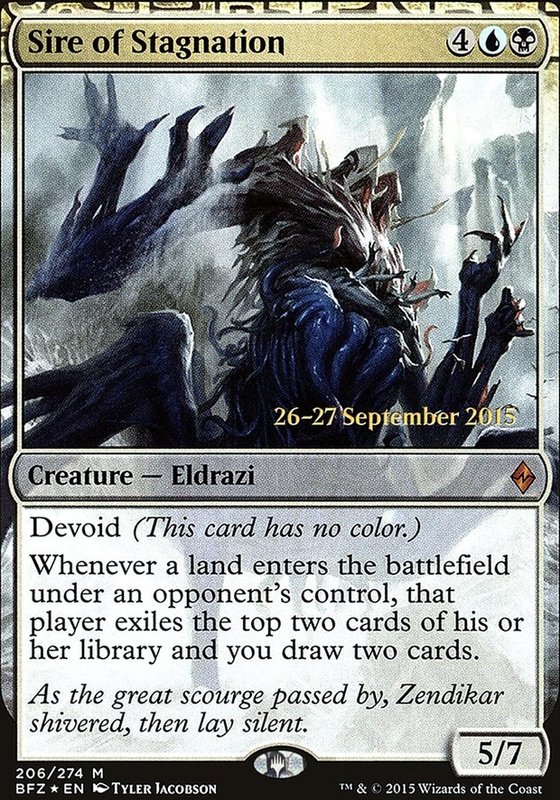 Sire of Stagnation 4
26–27 September 2015
Creature — Eldrazi
Devoid (This card has no color.)
Whenever a land enters the battlefield
under an opponent's control, that
player exiles the top two cards of his or
her library and you draw two cards.
As the great scourge passed by, Zendikar
shivered, then lay silent.
5/7
206/274 M
BFZ ★ EN Tyler Jacobson
™ & © 2015 Wizards of the Coast